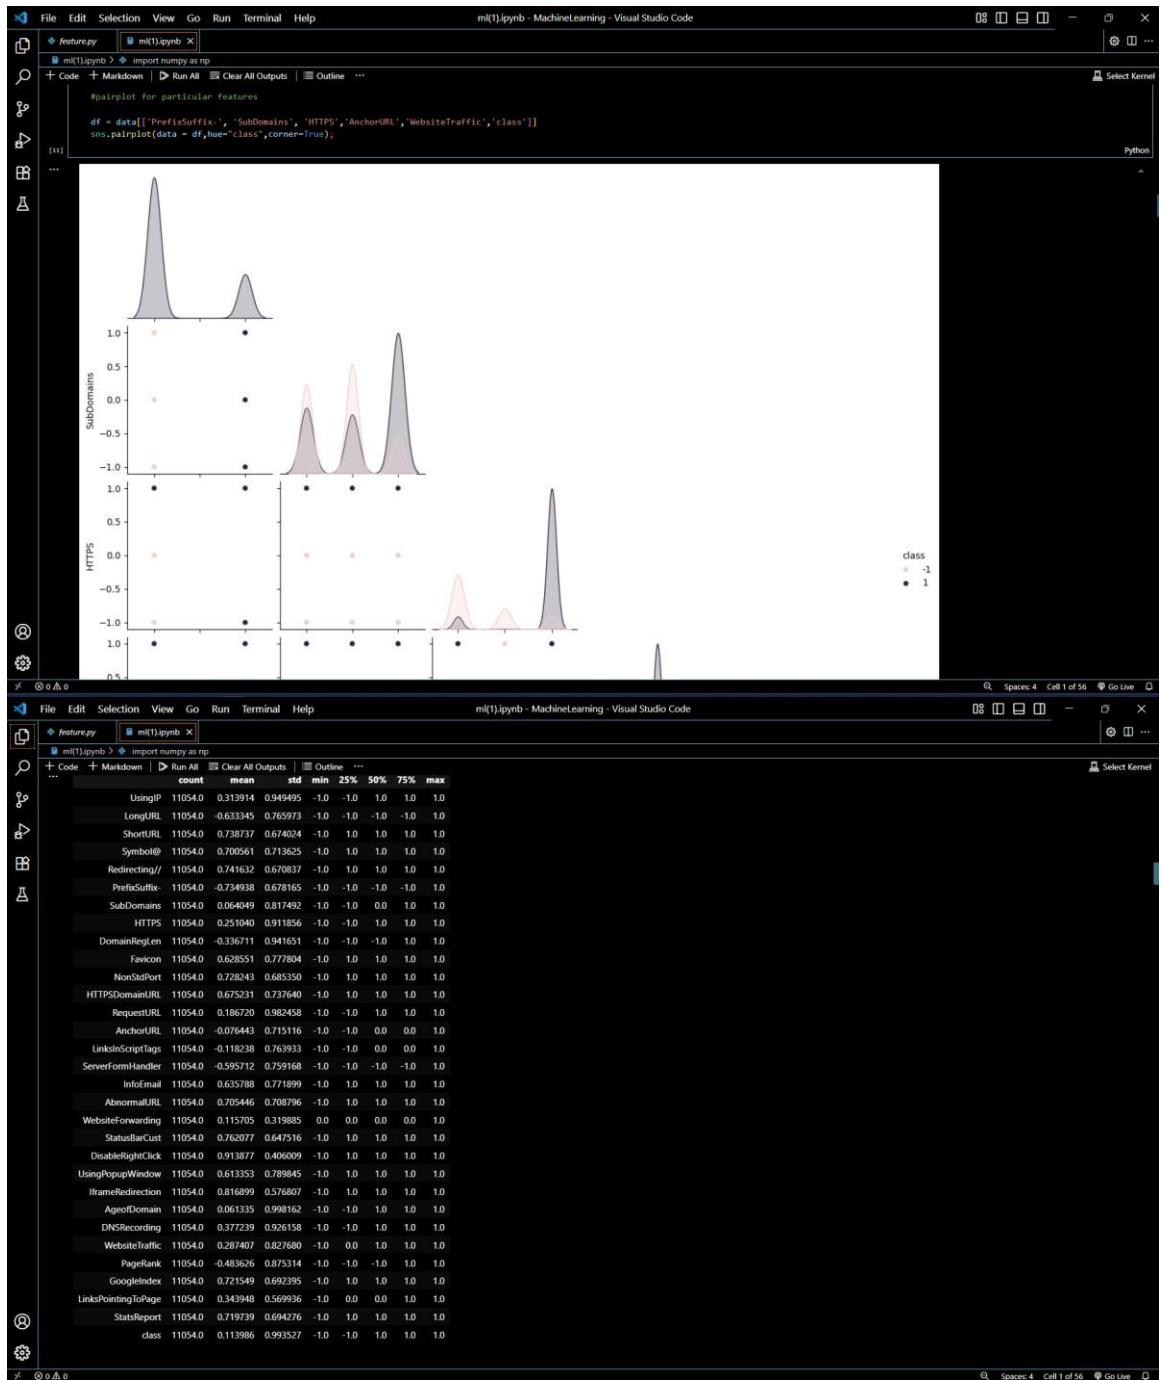 File Edit Selection View Go Run Terminal Help ml(1).ipynb - MachineLearning - Visual Studio Code
feature.py ml(1).ipynb
ml(1).ipynb > import numpy as np
+ Code + Markdown | Run All Clear All Outputs | Outline ... Select Kernel
#pairplot for particular features
df = data[['PrefixSuffix-', 'SubDomains', 'HTTPS','AnchorURL','WebsiteTraffic','class']]
sns.pairplot(data = df,hue="class",corner=True);
[11] Python
...
1.0
0.5
0.0
−0.5
−1.0
SubDomains
1.0
0.5
0.0
−0.5
−1.0
HTTPS
class
-1
1
1.0
0.5
0 0 Spaces: 4 Cell 1 of 56 Go Live
File Edit Selection View Go Run Terminal Help ml(1).ipynb - MachineLearning - Visual Studio Code
feature.py ml(1).ipynb
ml(1).ipynb > import numpy as np
+ Code + Markdown | Run All Clear All Outputs | Outline ... Select Kernel
... count mean std min 25% 50% 75% max
UsingIP 11054.0 0.313914 0.949495 -1.0 -1.0 1.0 1.0 1.0
LongURL 11054.0 -0.633345 0.765973 -1.0 -1.0 -1.0 -1.0 1.0
ShortURL 11054.0 0.738737 0.674024 -1.0 1.0 1.0 1.0 1.0
Symbol@ 11054.0 0.700561 0.713625 -1.0 1.0 1.0 1.0 1.0
Redirecting// 11054.0 0.741632 0.670837 -1.0 1.0 1.0 1.0 1.0
PrefixSuffix- 11054.0 -0.734938 0.678165 -1.0 -1.0 -1.0 -1.0 1.0
SubDomains 11054.0 0.064049 0.817492 -1.0 -1.0 0.0 1.0 1.0
HTTPS 11054.0 0.251040 0.911856 -1.0 -1.0 1.0 1.0 1.0
DomainRegLen 11054.0 -0.336711 0.941651 -1.0 -1.0 -1.0 1.0 1.0
Favicon 11054.0 0.628551 0.777804 -1.0 1.0 1.0 1.0 1.0
NonStdPort 11054.0 0.728243 0.685350 -1.0 1.0 1.0 1.0 1.0
HTTPSDomainURL 11054.0 0.675231 0.737640 -1.0 1.0 1.0 1.0 1.0
RequestURL 11054.0 0.186720 0.982458 -1.0 -1.0 1.0 1.0 1.0
AnchorURL 11054.0 -0.076443 0.715116 -1.0 -1.0 0.0 0.0 1.0
LinksInScriptTags 11054.0 -0.118238 0.763933 -1.0 -1.0 0.0 0.0 1.0
ServerFormHandler 11054.0 -0.595712 0.759168 -1.0 -1.0 -1.0 -1.0 1.0
InfoEmail 11054.0 0.635788 0.771899 -1.0 1.0 1.0 1.0 1.0
AbnormalURL 11054.0 0.705446 0.708796 -1.0 1.0 1.0 1.0 1.0
WebsiteForwarding 11054.0 0.115705 0.319885 0.0 0.0 0.0 0.0 1.0
StatusBarCust 11054.0 0.762077 0.647516 -1.0 1.0 1.0 1.0 1.0
DisableRightClick 11054.0 0.913877 0.406009 -1.0 1.0 1.0 1.0 1.0
UsingPopupWindow 11054.0 0.613353 0.789845 -1.0 1.0 1.0 1.0 1.0
IframeRedirection 11054.0 0.816899 0.576807 -1.0 1.0 1.0 1.0 1.0
AgeofDomain 11054.0 0.061335 0.998162 -1.0 -1.0 1.0 1.0 1.0
DNSRecording 11054.0 0.377239 0.926158 -1.0 -1.0 1.0 1.0 1.0
WebsiteTraffic 11054.0 0.287407 0.827680 -1.0 0.0 1.0 1.0 1.0
PageRank 11054.0 -0.483626 0.875314 -1.0 -1.0 -1.0 1.0 1.0
GoogleIndex 11054.0 0.721549 0.692395 -1.0 1.0 1.0 1.0 1.0
LinksPointingToPage 11054.0 0.343948 0.569936 -1.0 0.0 0.0 1.0 1.0
StatsReport 11054.0 0.719739 0.694276 -1.0 1.0 1.0 1.0 1.0
class 11054.0 0.113986 0.993527 -1.0 -1.0 1.0 1.0 1.0
0 0 Spaces: 4 Cell 1 of 56 Go Live